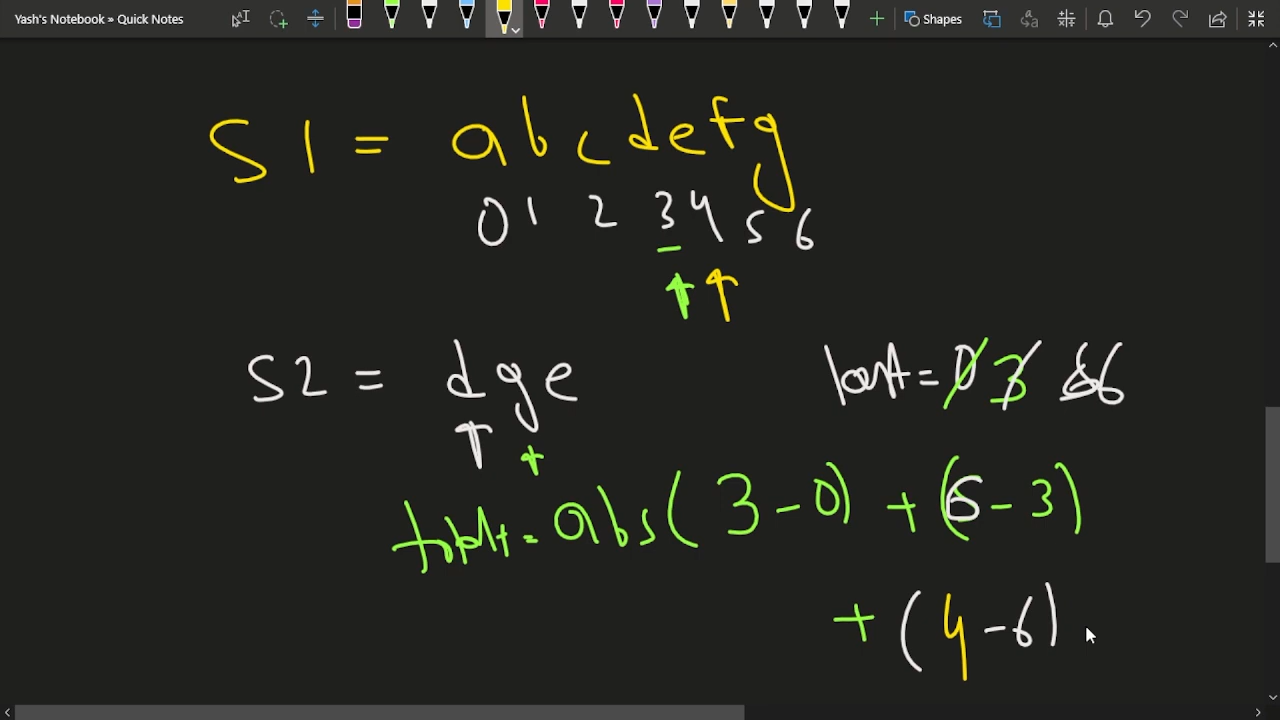 Yash's Notebook » Quick Notes
Shapes
S1 = abcdefg
0 1 2 3 4 5 6
S2 = dge
last = 0 3 6
total = abs(3-0) + (6-3)
+ (4-6)